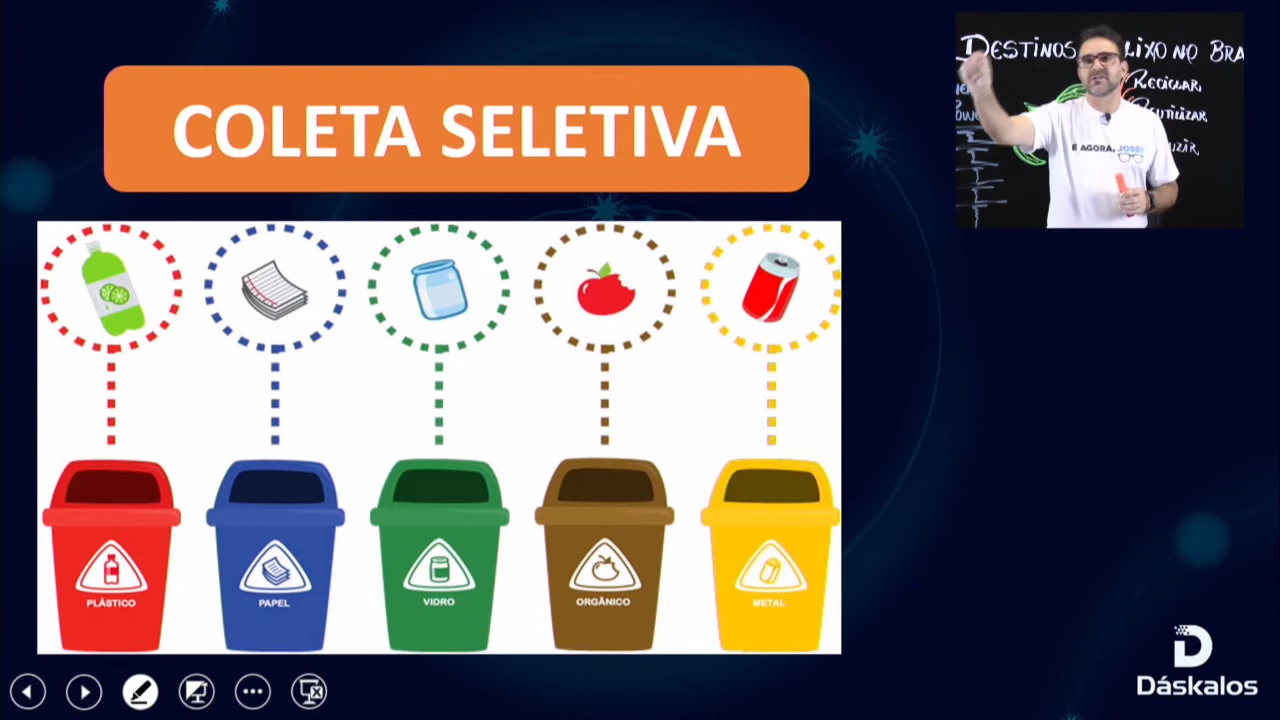 COLETA SELETIVA
DESTINOS LIXO NO BRA
RECICLAR
E AGORA, JOSÉ?
PLÁSTICO
PAPEL
VIDRO
ORGÂNICO
METAL
Dáskalos